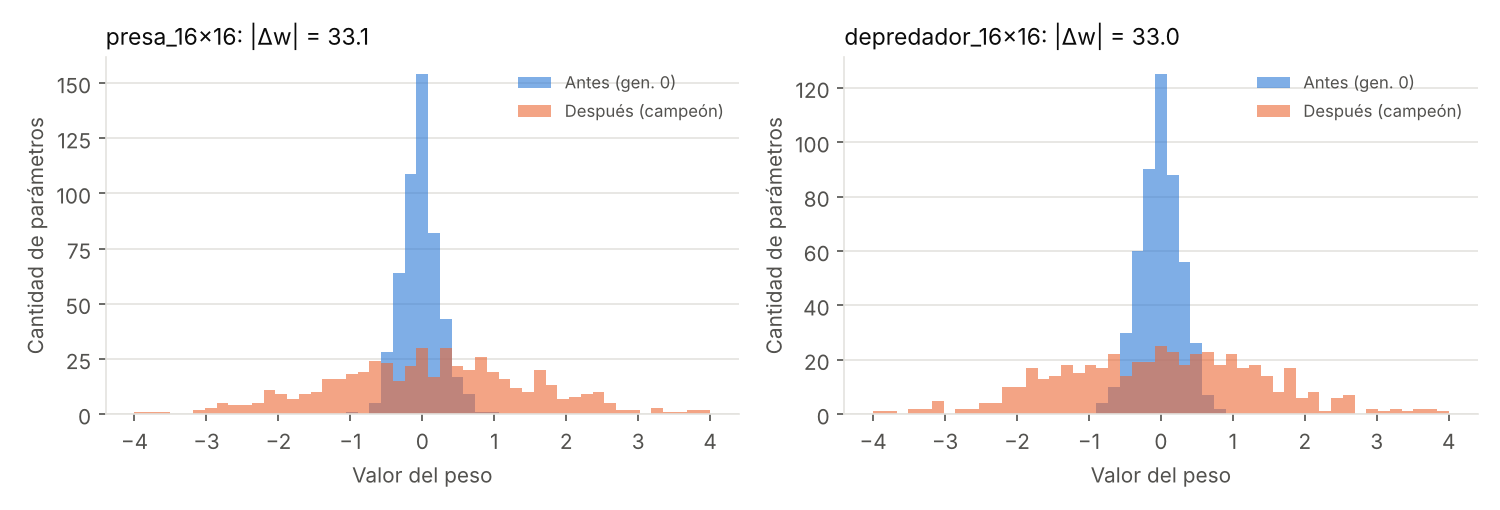 presa_16×16: |Δw| = 33.1
Cantidad de parámetros
150
125
100
75
50
25
0
Antes (gen. 0)
Después (campeón)
−4 −3 −2 −1 0 1 2 3 4
Valor del peso
depredador_16×16: |Δw| = 33.0
Cantidad de parámetros
120
100
80
60
40
20
0
Antes (gen. 0)
Después (campeón)
−4 −3 −2 −1 0 1 2 3 4
Valor del peso